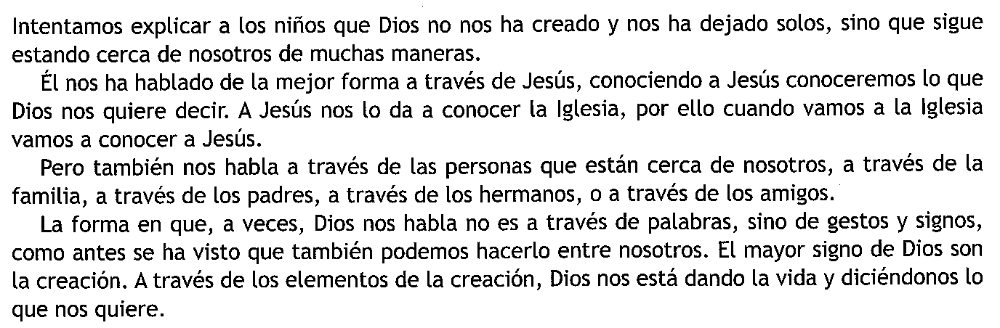 Intentamos explicar a los niños que Dios no nos ha creado y nos ha dejado solos, sino que sigue
estando cerca de nosotros de muchas maneras.
Él nos ha hablado de la mejor forma a través de Jesús, conociendo a Jesús conoceremos lo que
Dios nos quiere decir. A Jesús nos lo da a conocer la Iglesia, por ello cuando vamos a la Iglesia
vamos a conocer a Jesús.
Pero también nos habla a través de las personas que están cerca de nosotros, a través de la
familia, a través de los padres, a través de los hermanos, o a través de los amigos.
La forma en que, a veces, Dios nos habla no es a través de palabras, sino de gestos y signos,
como antes se ha visto que también podemos hacerlo entre nosotros. El mayor signo de Dios son
la creación. A través de los elementos de la creación, Dios nos está dando la vida y diciéndonos lo
que nos quiere.